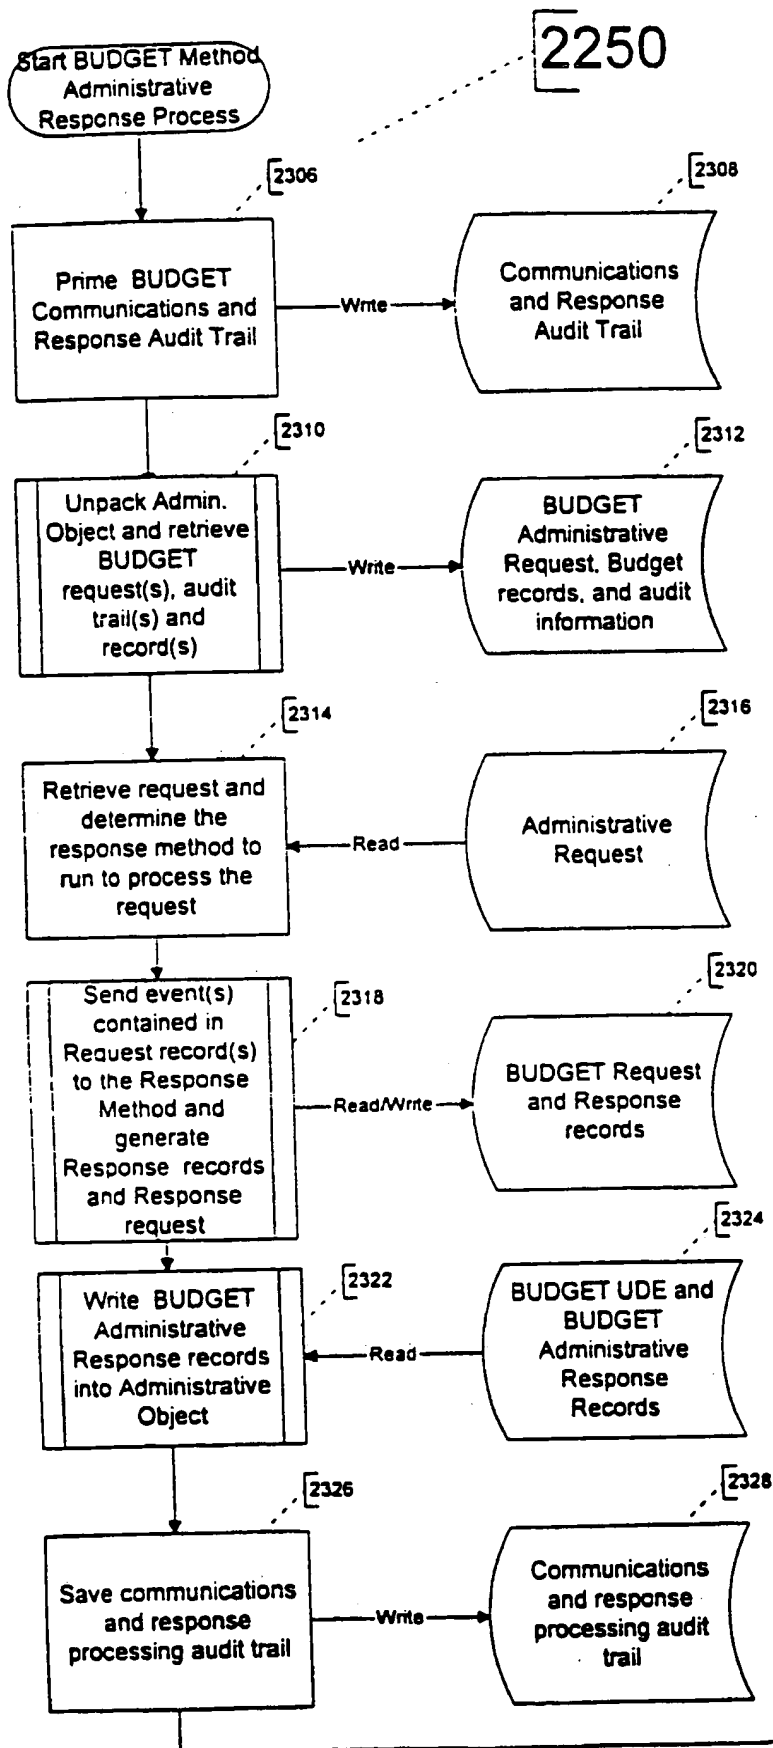 2250
Start BUDGET Method
Administrative
Response Process
2306
2308
Prime BUDGET
Communications and
Response Audit Trail
Write
Communications
and Response
Audit Trail
2310
2312
Unpack Admin.
Object and retrieve
BUDGET
request(s), audit
trail(s) and
record(s)
Write
BUDGET
Administrative
Request, Budget
records, and audit
information
2314
2316
Retrieve request and
determine the
response method to
run to process the
request
Read
Administrative
Request
2318
2320
Send event(s)
contained in
Request record(s)
to the Response
Method and
generate
Response records
and Response
request
Read/Write
BUDGET Request
and Response
records
2322
2324
Write BUDGET
Administrative
Response records
into Administrative
Object
Read
BUDGET UDE and
BUDGET
Administrative
Response
Records
2326
2328
Save communications
and response
processing audit trail
Write
Communications
and response
processing audit
trail